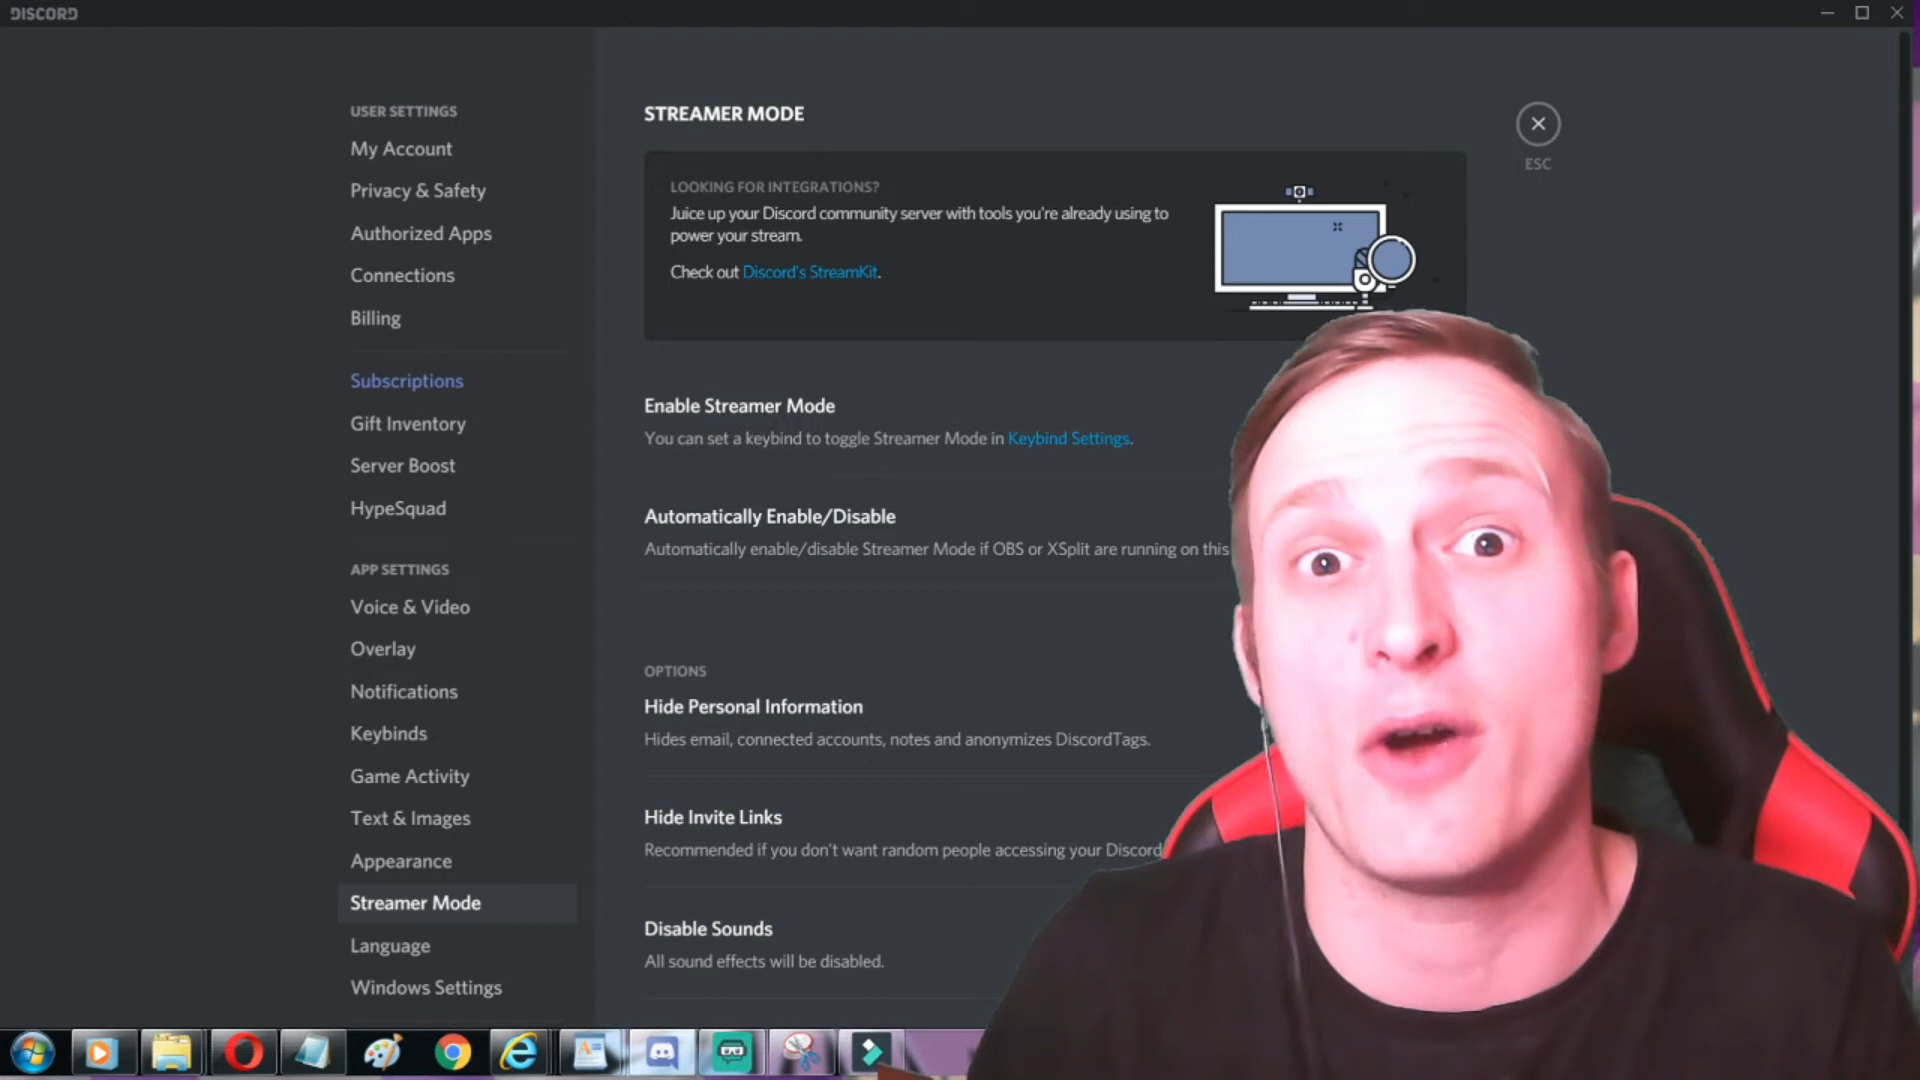 DISCORD
USER SETTINGS
My Account
Privacy & Safety
Authorized Apps
Connections
Billing
Subscriptions
Gift Inventory
Server Boost
HypeSquad
APP SETTINGS
Voice & Video
Overlay
Notifications
Keybinds
Game Activity
Text & Images
Appearance
Streamer Mode
Language
Windows Settings
STREAMER MODE
ESC
LOOKING FOR INTEGRATIONS?
Juice up your Discord community server with tools you're already using to
power your stream.
Check out Discord's StreamKit.
Enable Streamer Mode
You can set a keybind to toggle Streamer Mode in Keybind Settings.
Automatically Enable/Disable
Automatically enable/disable Streamer Mode if OBS or XSplit are running on this
OPTIONS
Hide Personal Information
Hides email, connected accounts, notes and anonymizes DiscordTags.
Hide Invite Links
Recommended if you don't want random people accessing your Discord
Disable Sounds
All sound effects will be disabled.